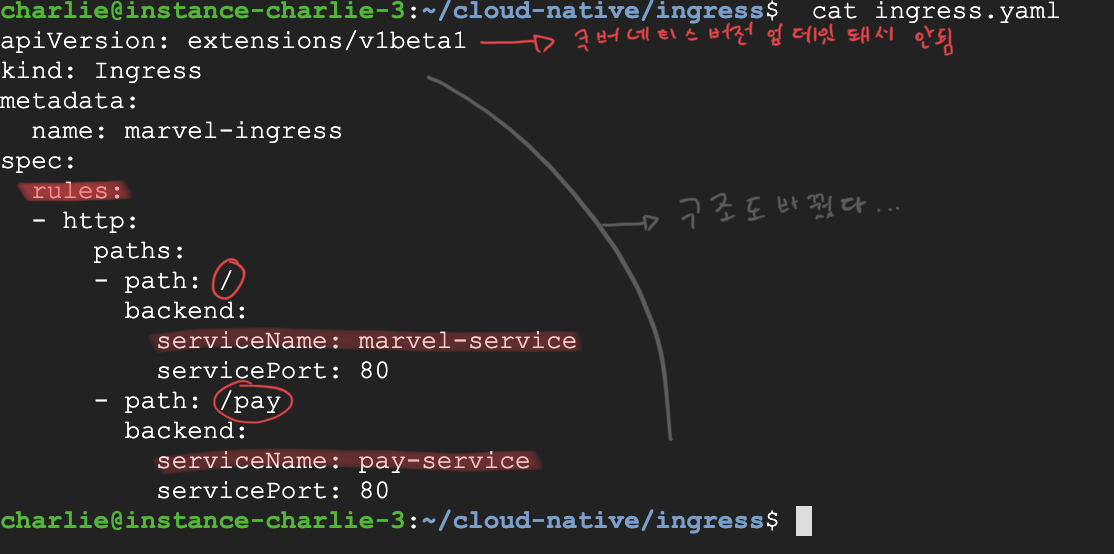 charlie@instance-charlie-3:~/cloud-native/ingress$  cat ingress.yaml
apiVersion: extensions/v1beta1 쿠버네티스 버전 업데잇 돼서 안됨
kind: Ingress
metadata:
  name: marvel-ingress
spec:
  rules:
  - http:
      paths:
      - path: /
        backend:
          serviceName: marvel-service
          servicePort: 80
      - path: /pay
        backend:
          serviceName: pay-service
          servicePort: 80
구조도 바꼈다...
charlie@instance-charlie-3:~/cloud-native/ingress$